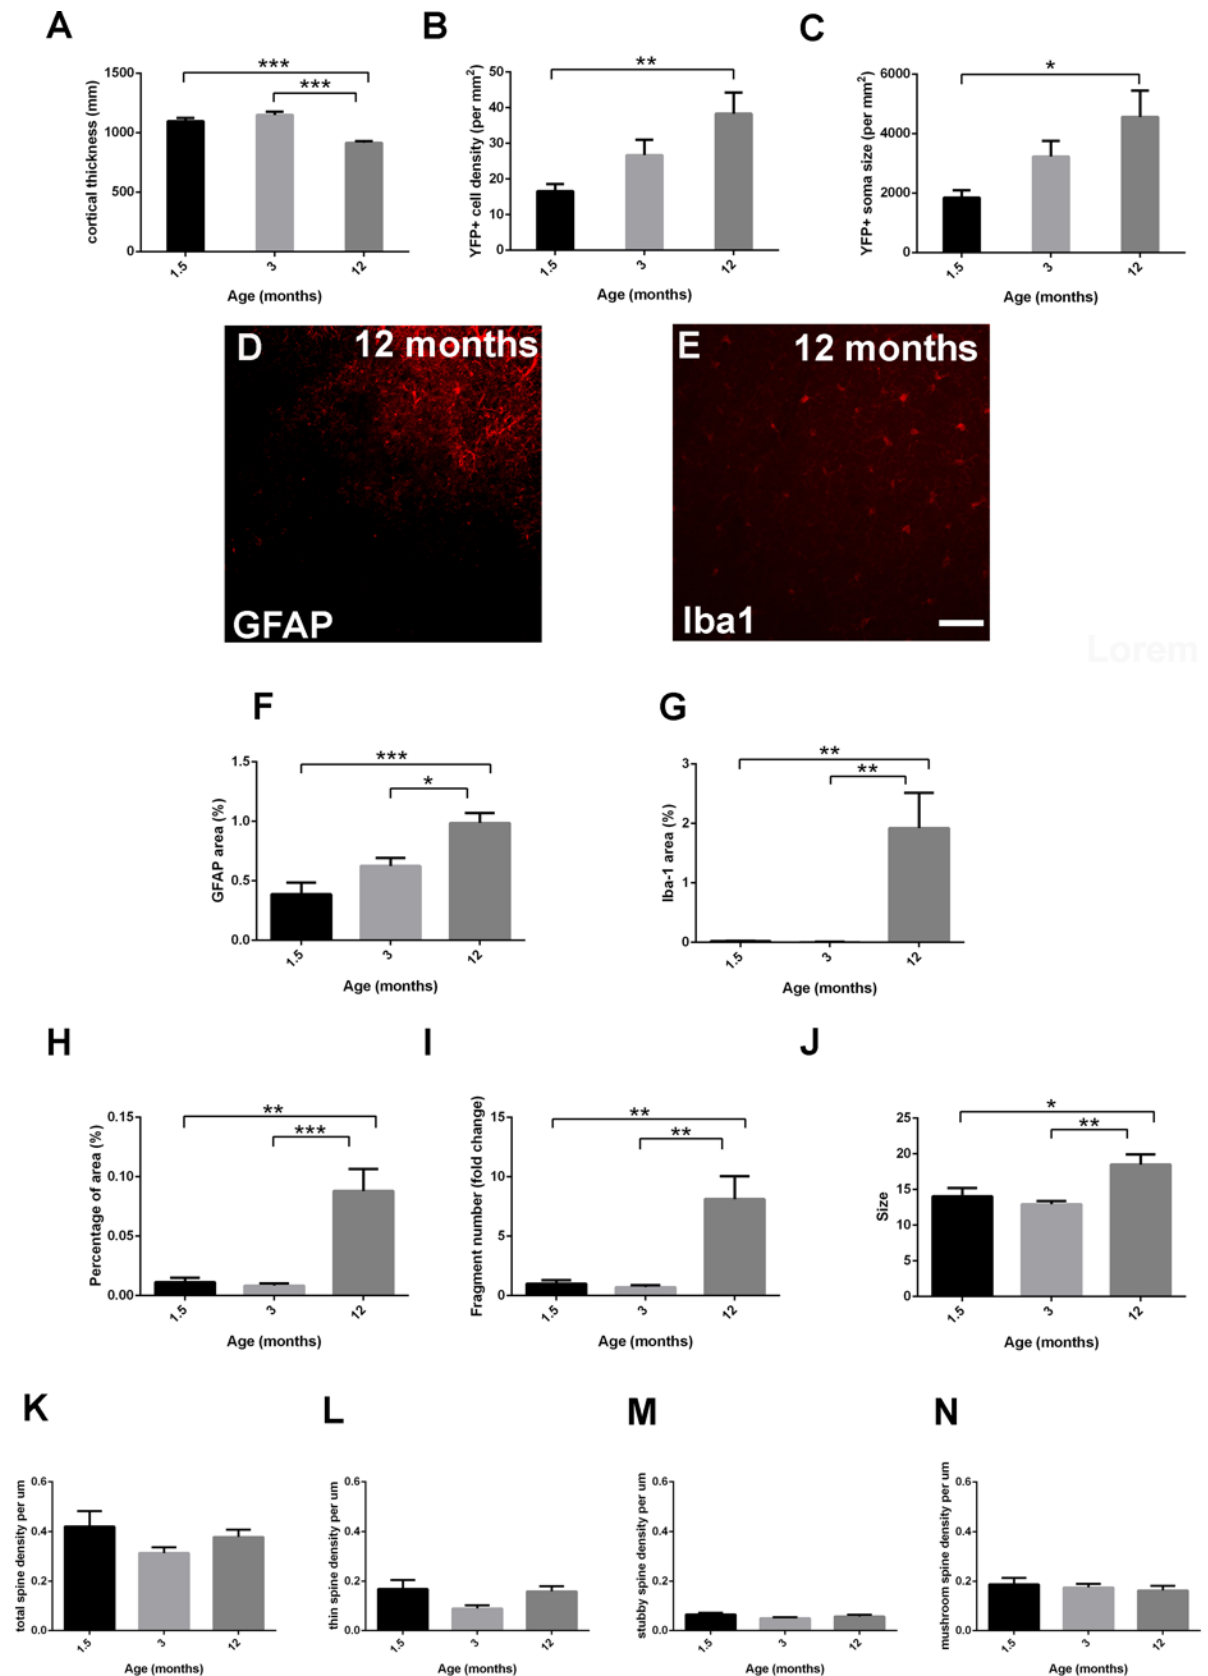 A
B
C
***
***
cortical thickness (mm)
1500
1000
500
0
1.5
3
12
Age (months)
**
YFP+ cell density (per mm²)
50
40
30
20
10
0
1.5
3
12
Age (months)
*
YFP+ soma size (per mm²)
6000
4000
2000
0
1.5
3
12
Age (months)
D
12 months
GFAP
E
12 months
Iba1
Lorem
F
G
***
*
GFAP area (%)
1.5
1.0
0.5
0.0
1.5
3
12
Age (months)
**
**
Iba-1 area (%)
3
2
1
0
1.5
3
12
Age (months)
H
I
J
**
***
Percentage of area (%)
0.15
0.10
0.05
0.00
1.5
3
12
Age (months)
**
**
Fragment number (fold change)
15
10
5
0
1.5
3
12
Age (months)
*
**
Size
25
20
15
10
5
0
1.5
3
12
Age (months)
K
L
M
N
total spine density per um
0.6
0.4
0.2
0.0
1.5
3
12
Age (months)
thin spine density per um
0.6
0.4
0.2
0.0
1.5
3
12
Age (months)
stubby spine density per um
0.6
0.4
0.2
0.0
1.5
3
12
Age (months)
mushroom spine density per um
0.6
0.4
0.2
0.0
1.5
3
12
Age (months)